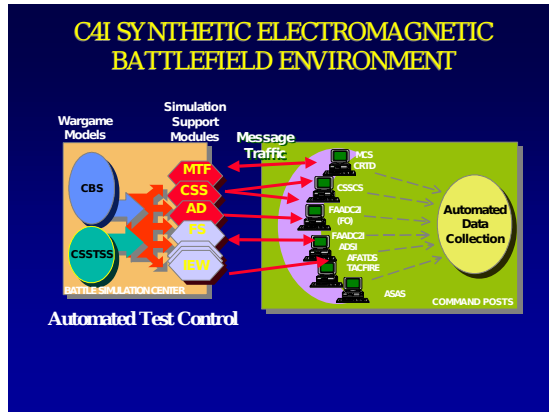 C4I SYNTHETIC ELECTROMAGNETIC
BATTLEFIELD ENVIRONMENT
Wargame
Models
Simulation
Support
Modules
Message
Traffic
CBS
CSSTSS
MTF
CSS
AD
FS
IEW
BATTLE SIMULATION CENTER
MCS
CRTD
CSSCS
FAADC2I
(FO)
FAADC2I
ADSI
AFATDS
TACFIRE
ASAS
Automated
Data
Collection
COMMAND POSTS
Automated Test Control